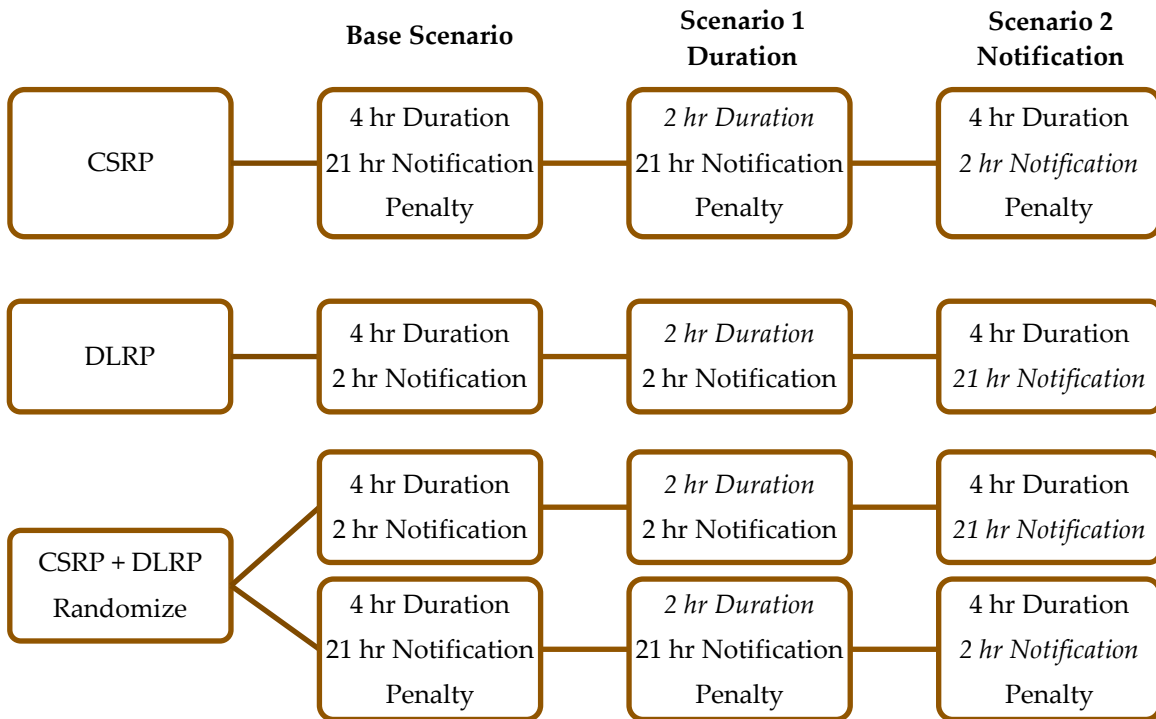 Base Scenario
Scenario 1
Duration
Scenario 2
Notification
CSRP
4 hr Duration
21 hr Notification
Penalty
2 hr Duration
21 hr Notification
Penalty
4 hr Duration
2 hr Notification
Penalty
DLRP
4 hr Duration
2 hr Notification
2 hr Duration
2 hr Notification
4 hr Duration
21 hr Notification
CSRP + DLRP
Randomize
4 hr Duration
2 hr Notification
2 hr Duration
2 hr Notification
4 hr Duration
21 hr Notification
4 hr Duration
21 hr Notification
Penalty
2 hr Duration
21 hr Notification
Penalty
4 hr Duration
2 hr Notification
Penalty